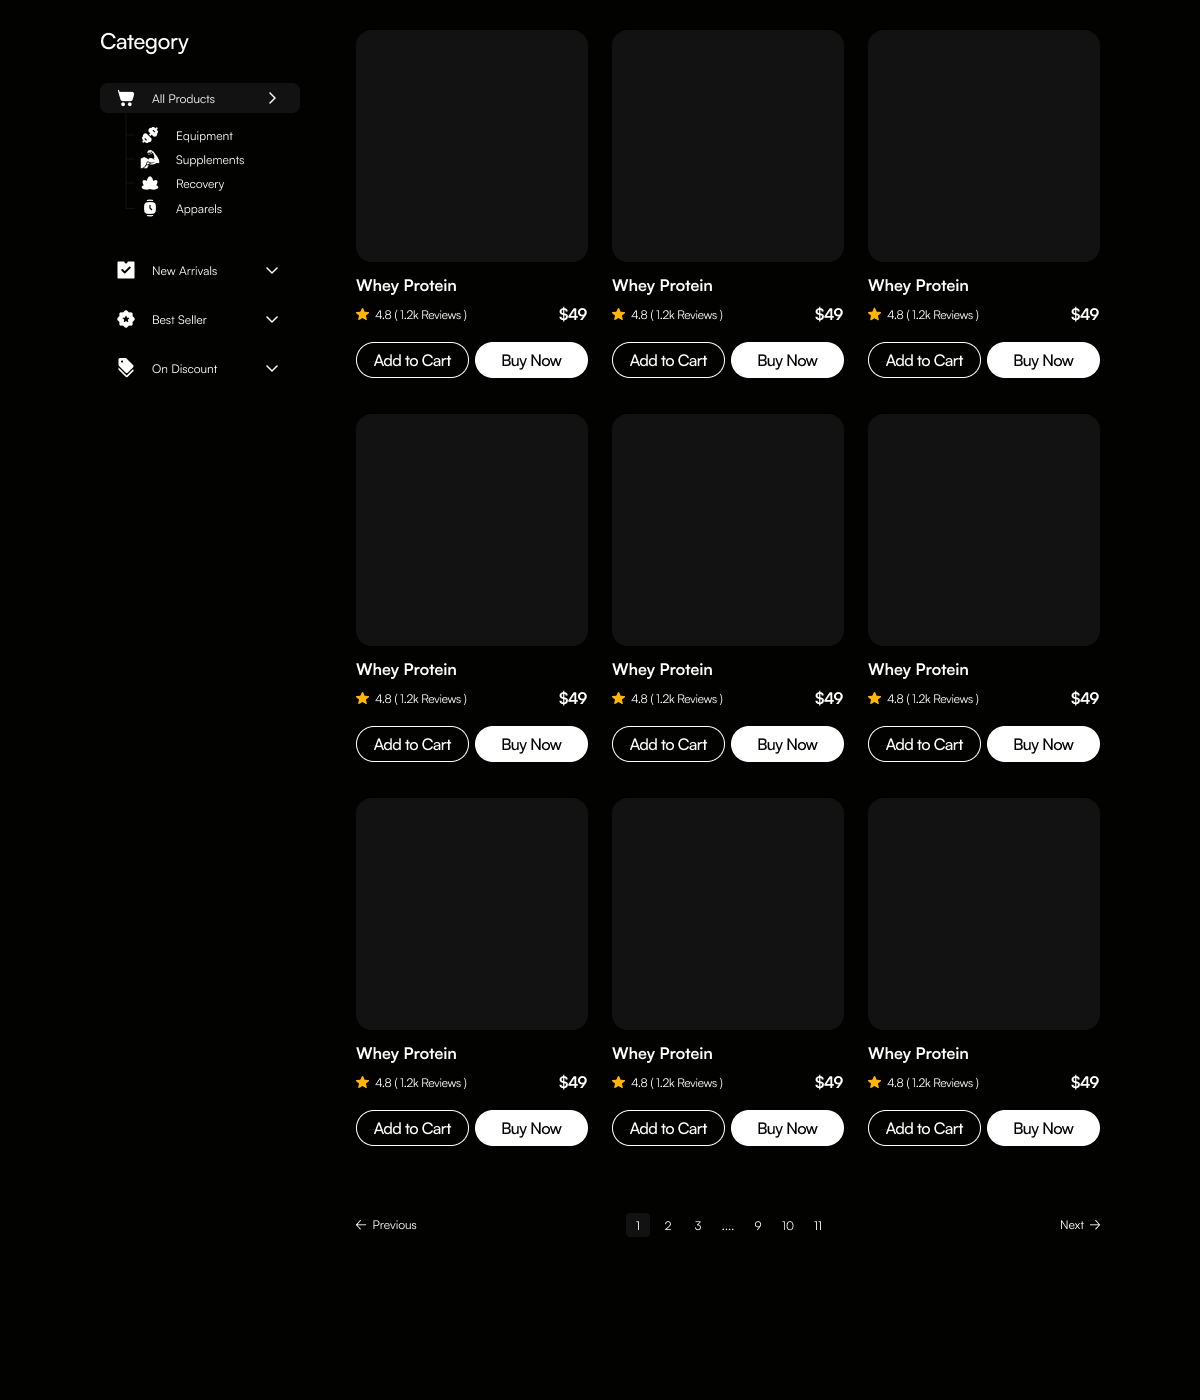 Category
All Products
Equipment
Supplements
Recovery
Apparels
New Arrivals
Best Seller
On Discount
Whey Protein Whey Protein Whey Protein
4.8 ( 1.2k Reviews ) $49 4.8 ( 1.2k Reviews ) $49 4.8 ( 1.2k Reviews ) $49
Add to Cart Buy Now Add to Cart Buy Now Add to Cart Buy Now
Whey Protein Whey Protein Whey Protein
4.8 ( 1.2k Reviews ) $49 4.8 ( 1.2k Reviews ) $49 4.8 ( 1.2k Reviews ) $49
Add to Cart Buy Now Add to Cart Buy Now Add to Cart Buy Now
Whey Protein Whey Protein Whey Protein
4.8 ( 1.2k Reviews ) $49 4.8 ( 1.2k Reviews ) $49 4.8 ( 1.2k Reviews ) $49
Add to Cart Buy Now Add to Cart Buy Now Add to Cart Buy Now
Previous 1 2 3 .... 9 10 11 Next